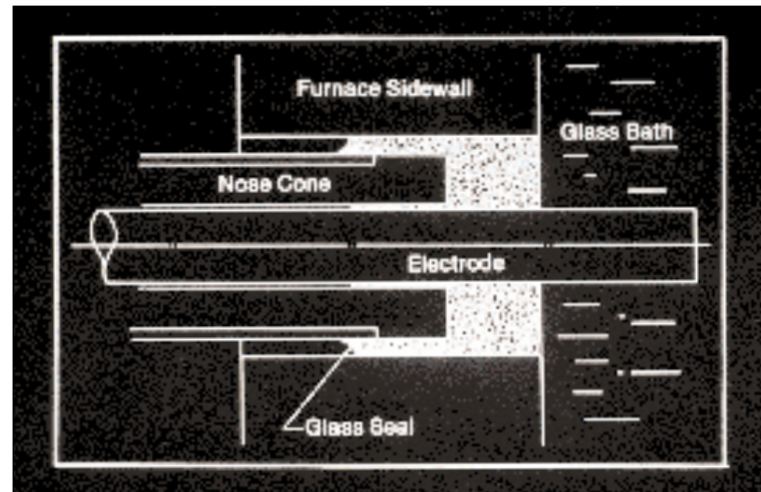 Furnace Sidewall
Glass Bath
Nose Cone
Electrode
Glass Seal